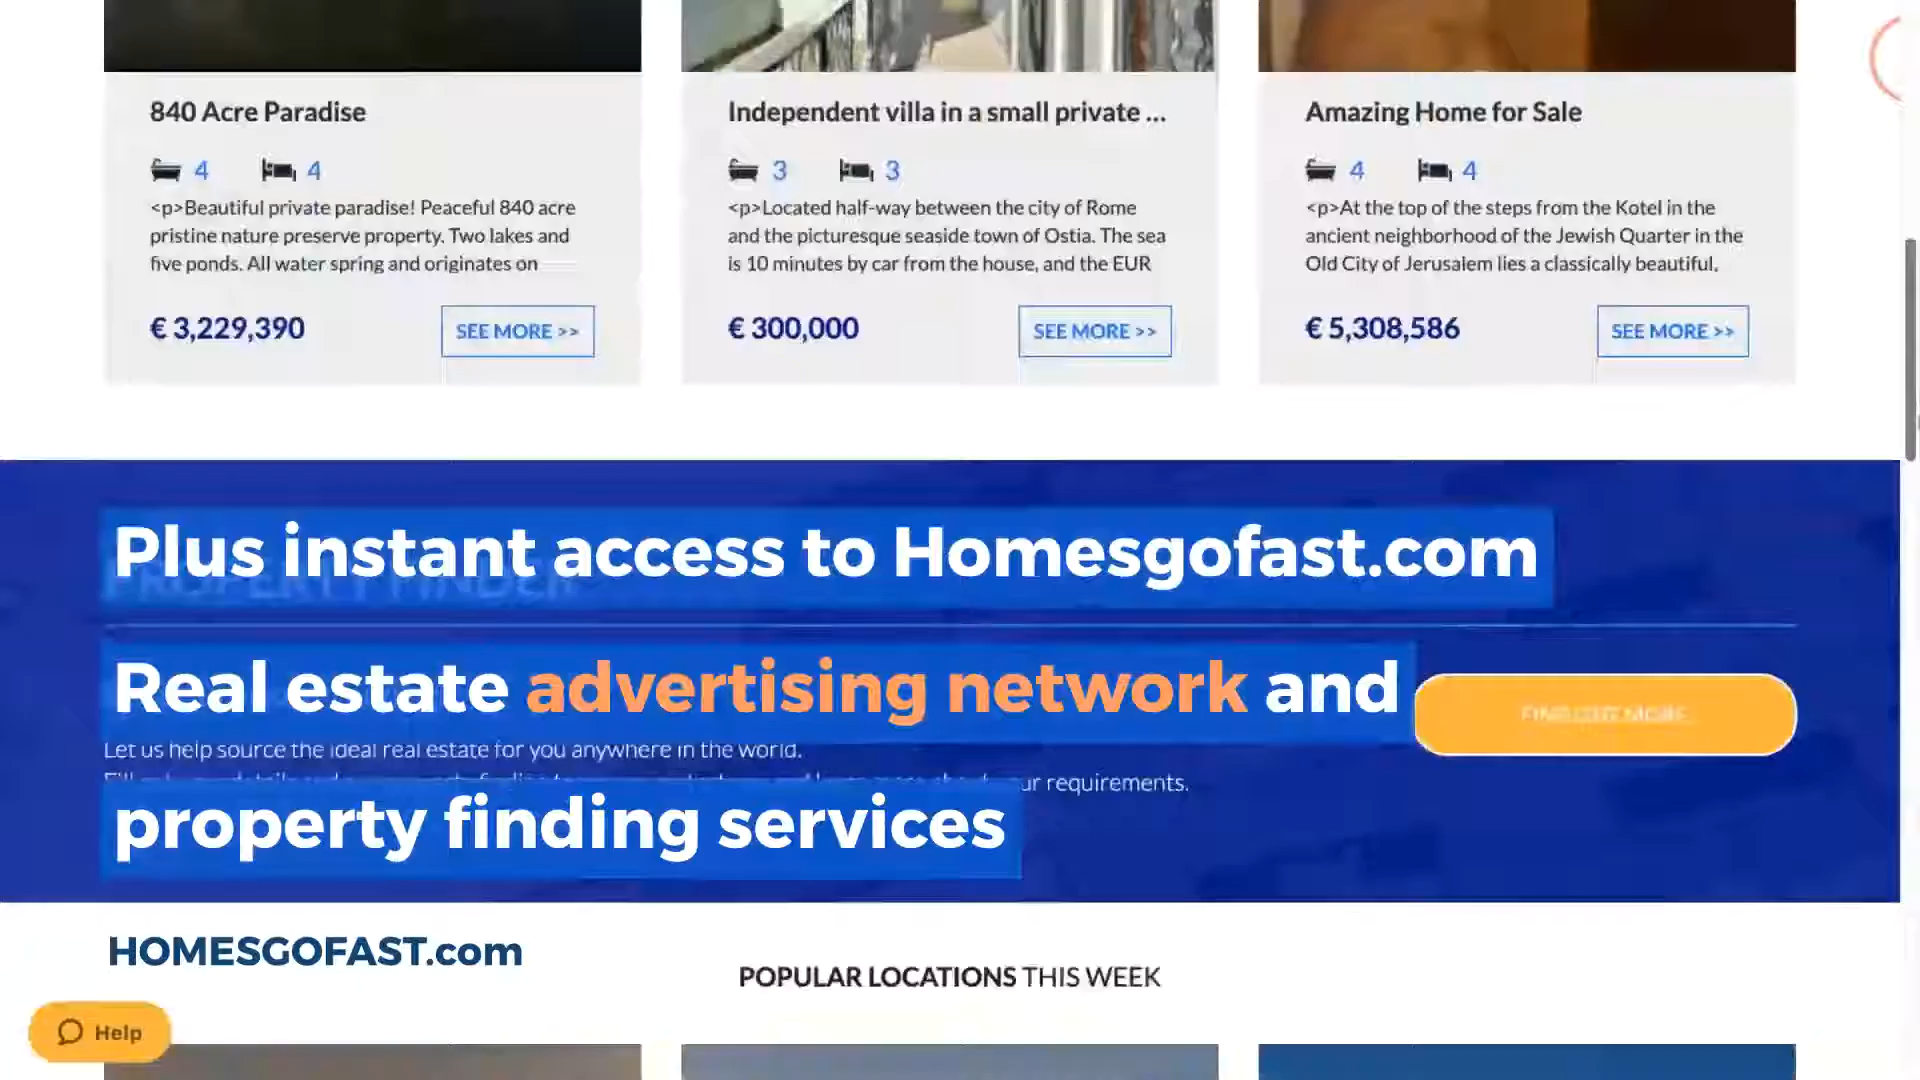 840 Acre Paradise
4 4
<p>Beautiful private paradise! Peaceful 840 acre
pristine nature preserve property. Two lakes and
five ponds. All water spring and originates on
€ 3,229,390
SEE MORE >>
Independent villa in a small private ...
3 3
<p>Located half-way between the city of Rome
and the picturesque seaside town of Ostia. The sea
is 10 minutes by car from the house, and the EUR
€ 300,000
SEE MORE >>
Amazing Home for Sale
4 4
<p>At the top of the steps from the Kotel in the
ancient neighborhood of the Jewish Quarter in the
Old City of Jerusalem lies a classically beautiful,
€ 5,308,586
SEE MORE >>
Plus instant access to Homesgofast.com
PROPERTY FINDER
Real estate advertising network and
FIND OUT MORE
Let us help source the ideal real estate for you anywhere in the world.
requirements.
property finding services
HOMESGOFAST.com
POPULAR LOCATIONS THIS WEEK
Help